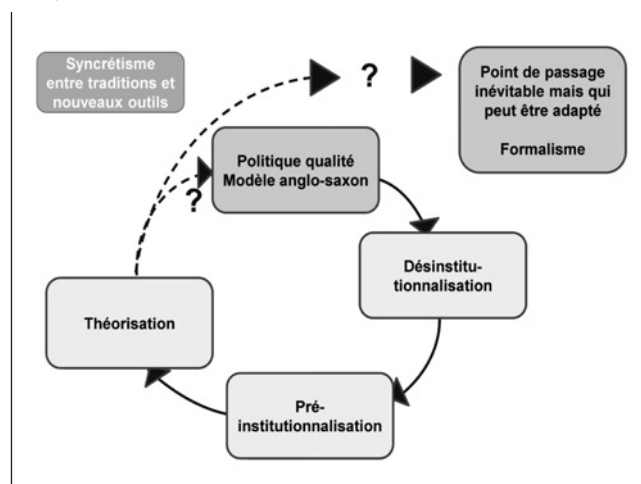 Syncrétisme
entre traditions et
nouveaux outils
?
Point de passage
inévitable mais qui
peut être adapté
Formalisme
Politique qualité
Modèle anglo-saxon
?
Désinstitu-
tionnalisation
Théorisation
Pré-
institutionnalisation